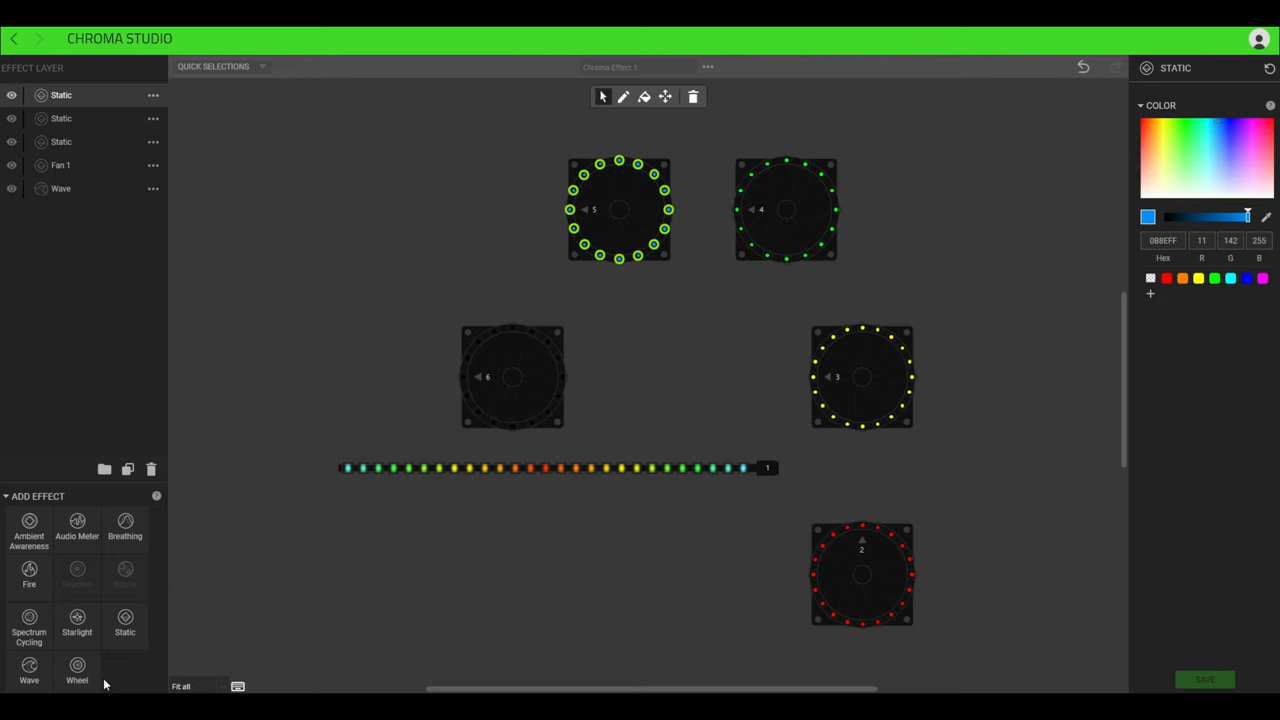 CHROMA STUDIO
EFFECT LAYER
Static
Static
Static
Fan 1
Wave
ADD EFFECT
Ambient Awareness
Audio Meter
Breathing
Fire
Reactive
Ripple
Spectrum Cycling
Starlight
Static
Wave
Wheel
QUICK SELECTIONS
Chroma Effect 1
5
4
6
3
1
2
Fit all
STATIC
COLOR
0B8EFF 11 142 255
Hex R G B
SAVE